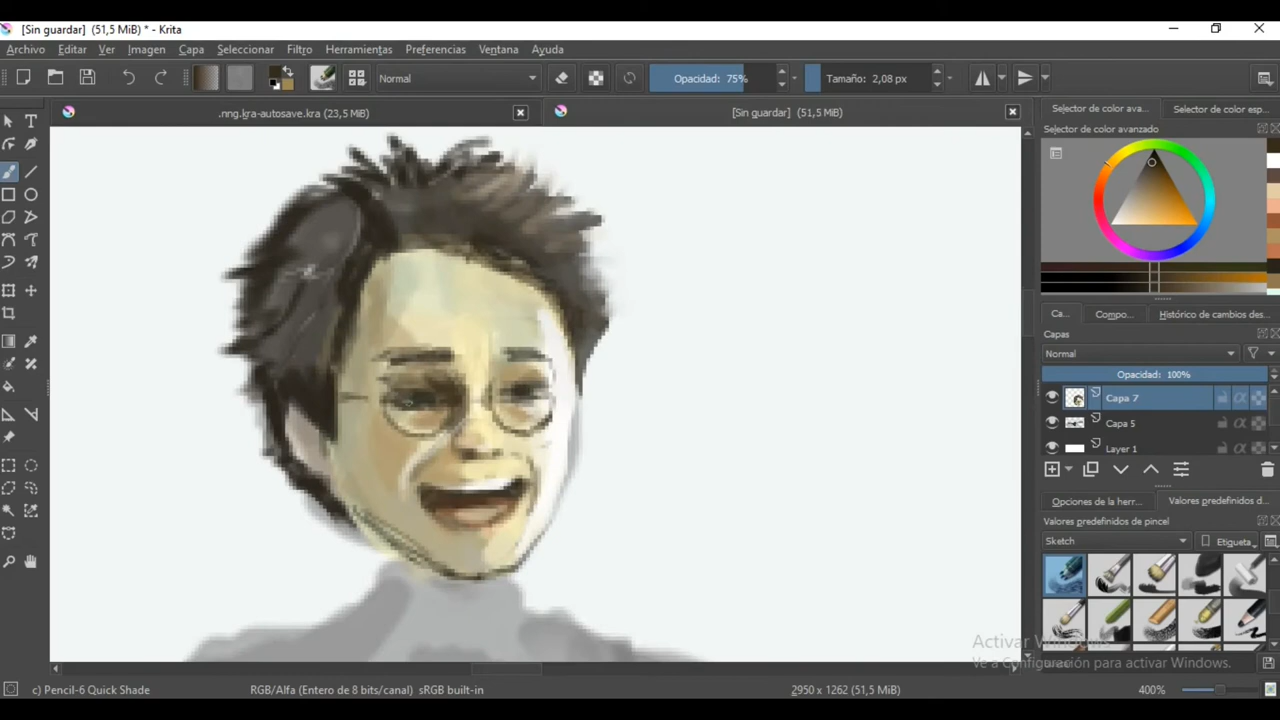 [Sin guardar] (51,5 MiB) * - Krita
Archivo Editar Ver Imagen Capa Seleccionar Filtro Herramientas Preferencias Ventana Ayuda
Normal Opacidad: 75% Tamaño: 2,08 px
.nng.kra-autosave.kra (23,5 MiB) [Sin guardar] (51,5 MiB)
Selector de color ava... Selector de color esp...
Selector de color avanzado
Ca... Compo... Histórico de cambios des...
Capas
Normal
Opacidad: 100%
Capa 7
Capa 5
Layer 1
Opciones de la herr... Valores predefinidos d...
Valores predefinidos de pincel
Sketch Etiqueta
Activar Windows
Ve a Configuración para activar Windows.
c) Pencil-6 Quick Shade RGB/Alfa (Entero de 8 bits/canal) sRGB built-in 2950 x 1262 (51,5 MiB) 400%